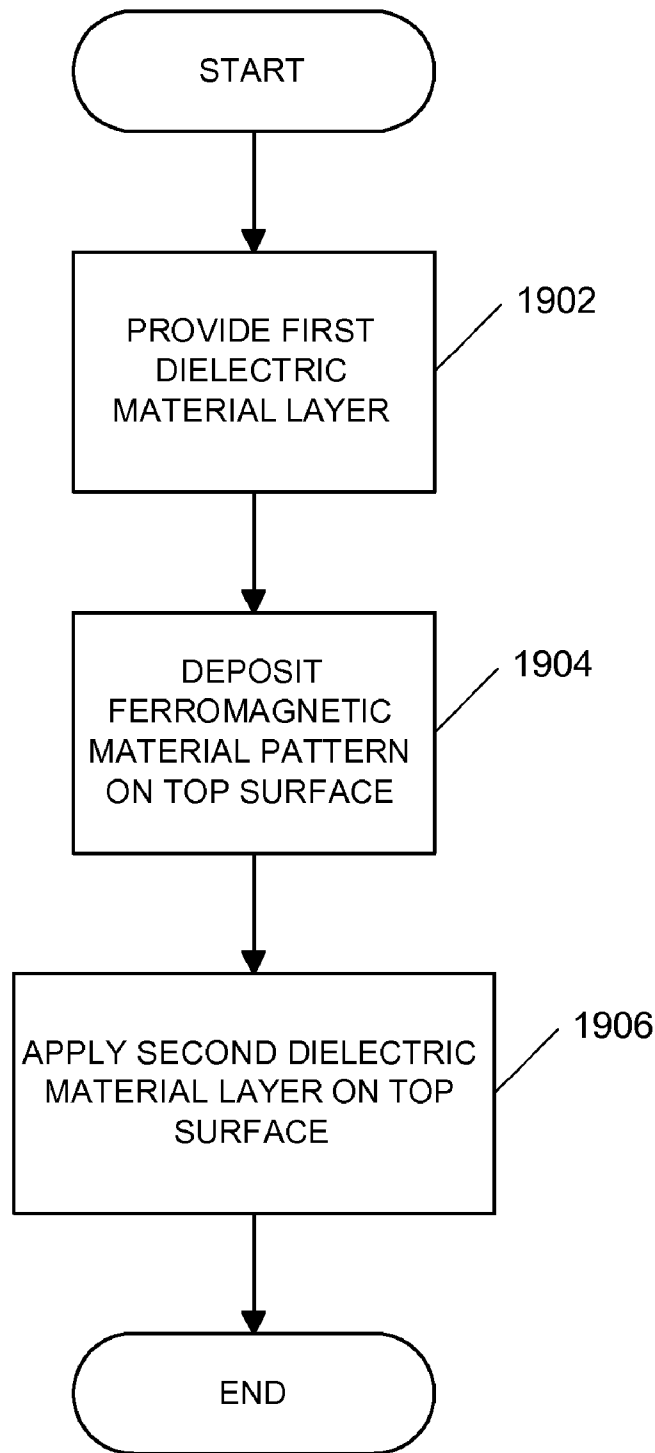 START
PROVIDE FIRST
DIELECTRIC
MATERIAL LAYER
1902
DEPOSIT
FERROMAGNETIC
MATERIAL PATTERN
ON TOP SURFACE
1904
APPLY SECOND DIELECTRIC
MATERIAL LAYER ON TOP
SURFACE
1906
END